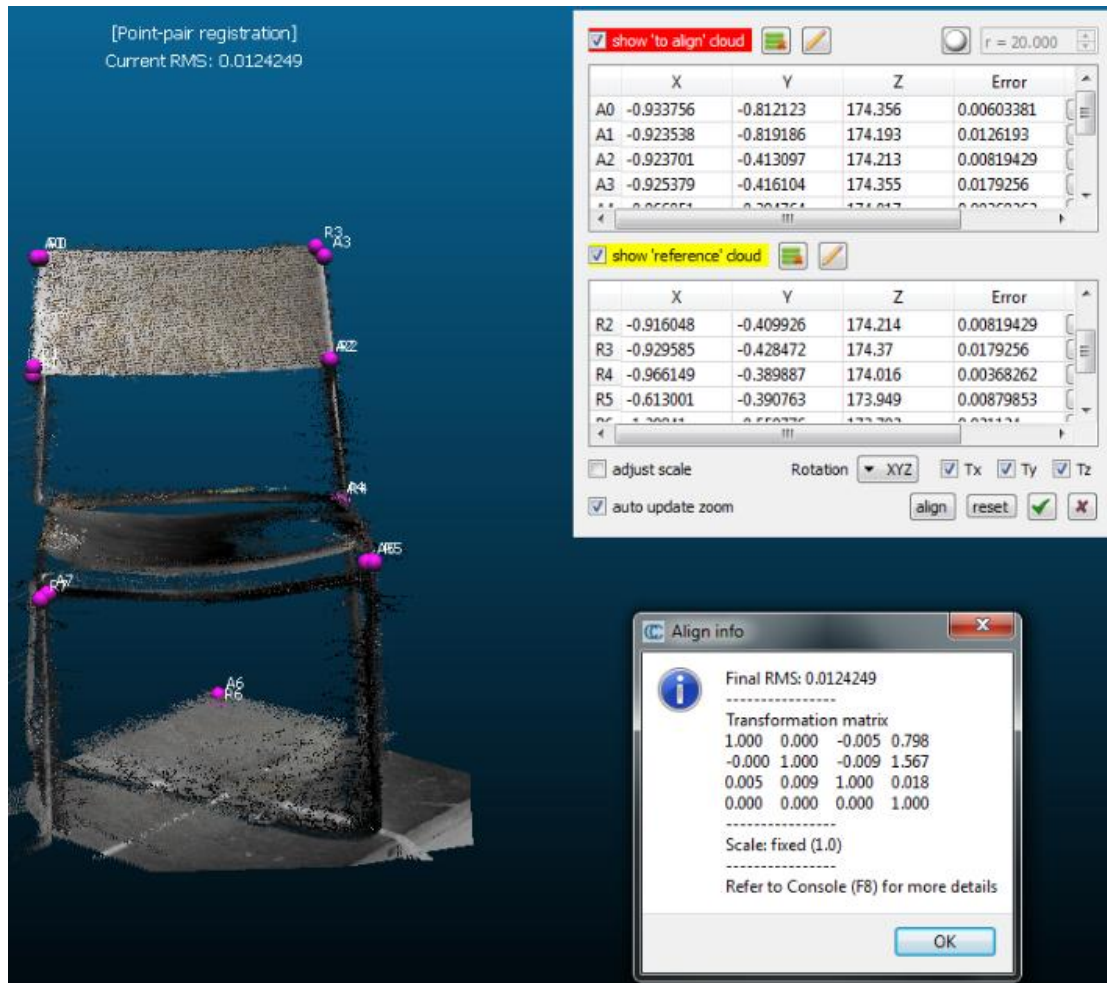 [Point-pair registration]
Current RMS: 0.0124249
show 'to align' cloud
r = 20.000
X Y Z Error
A0 -0.933756 -0.812123 174.356 0.00603381
A1 -0.923538 -0.819186 174.193 0.0126193
A2 -0.923701 -0.413097 174.213 0.00819429
A3 -0.925379 -0.416104 174.355 0.0179256
show 'reference' cloud
X Y Z Error
R2 -0.916048 -0.409926 174.214 0.00819429
R3 -0.929585 -0.428472 174.37 0.0179256
R4 -0.966149 -0.389887 174.016 0.00368262
R5 -0.613001 -0.390763 173.949 0.00879853
adjust scale Rotation XYZ Tx Ty Tz
auto update zoom align reset
R3
A3
A7
A6
R6
Align info
Final RMS: 0.0124249
----------------
Transformation matrix
1.000 0.000 -0.005 0.798
-0.000 1.000 -0.009 1.567
0.005 0.009 1.000 0.018
0.000 0.000 0.000 1.000
----------------
Scale: fixed (1.0)
----------------
Refer to Console (F8) for more details
OK